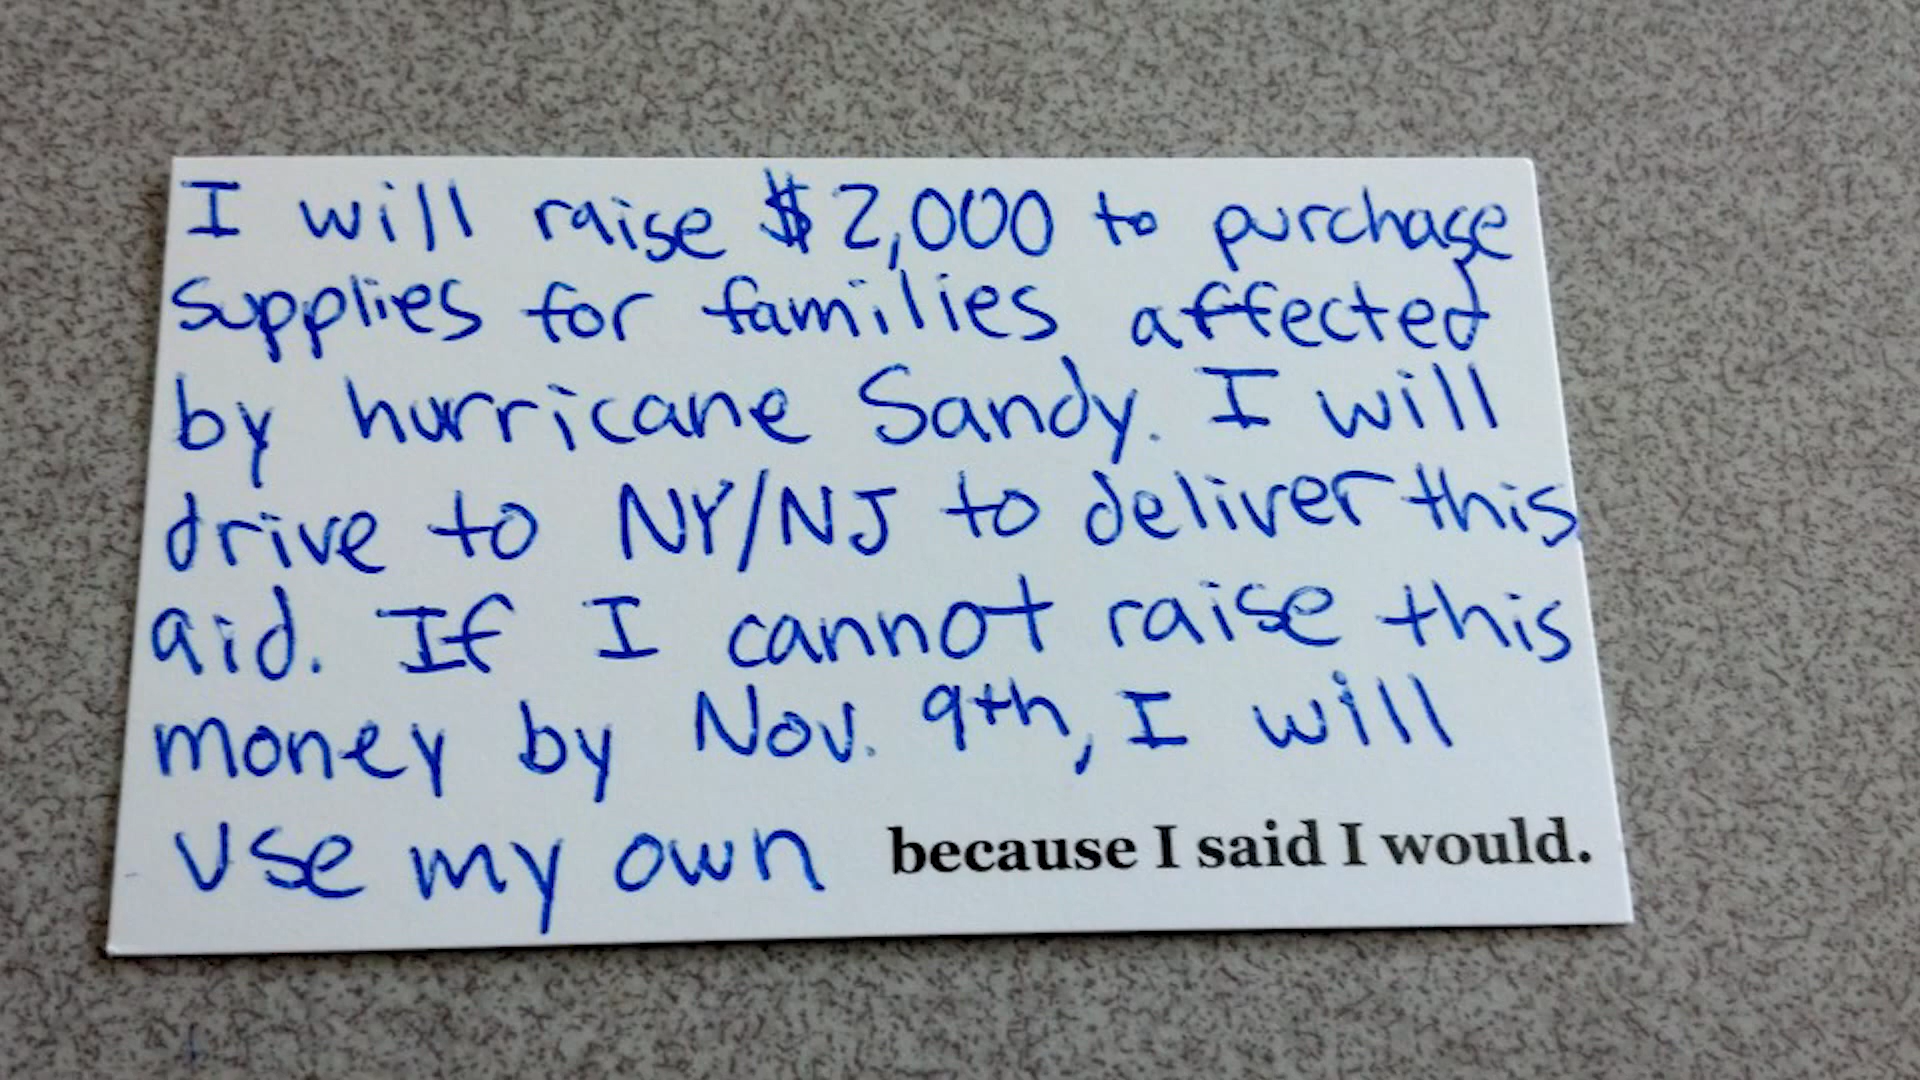 I will raise $2,000 to purchase
supplies for families affected
by hurricane Sandy. I will
drive to NY/NJ to deliver this
aid. If I cannot raise this
money by Nov. 9th, I will
use my own because I said I would.